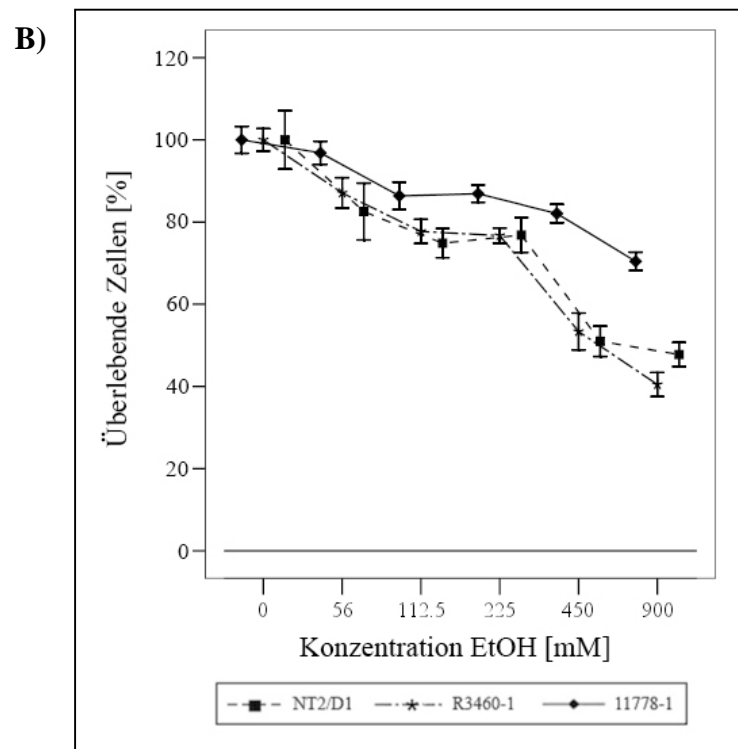 B)
Überlebende Zellen [%]
120
100
80
60
40
20
0
0 56 112.5 225 450 900
Konzentration EtOH [mM]
NT2/D1 R3460-1 11778-1